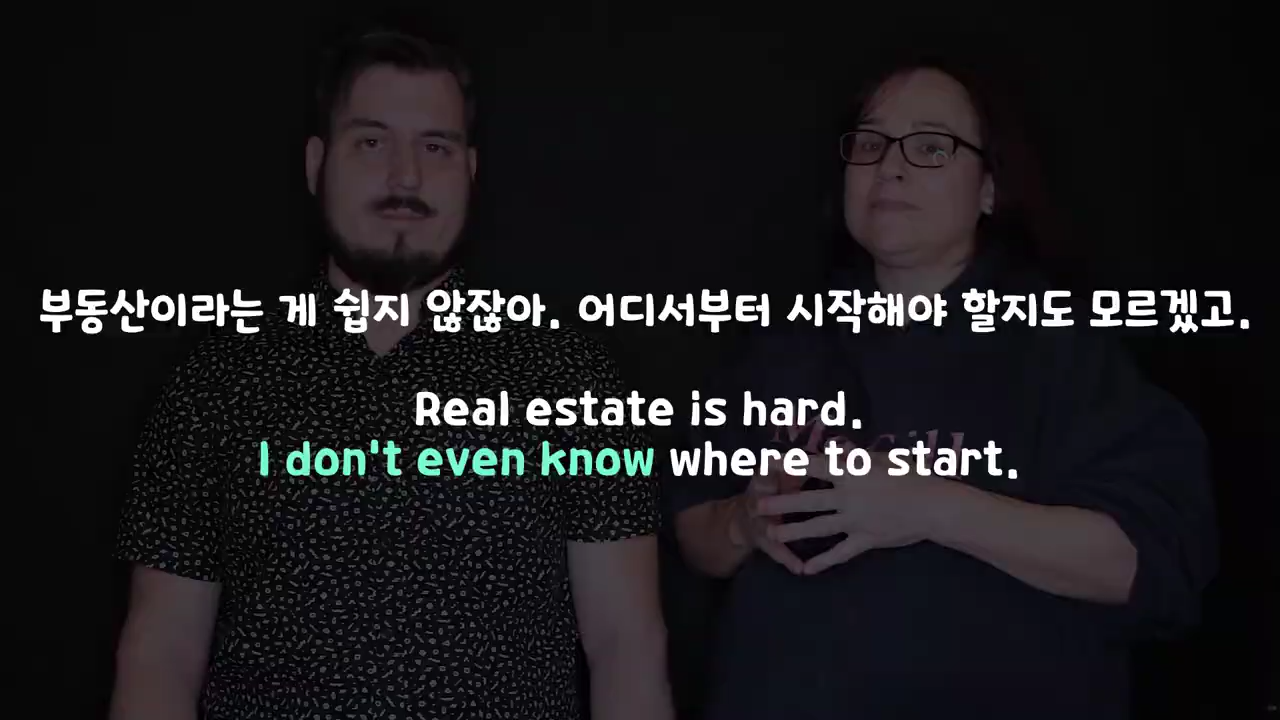 부동산이라는 게 쉽지 않잖아. 어디서부터 시작해야 할지도 모르겠고.
Real estate is hard.
I don't even know where to start.